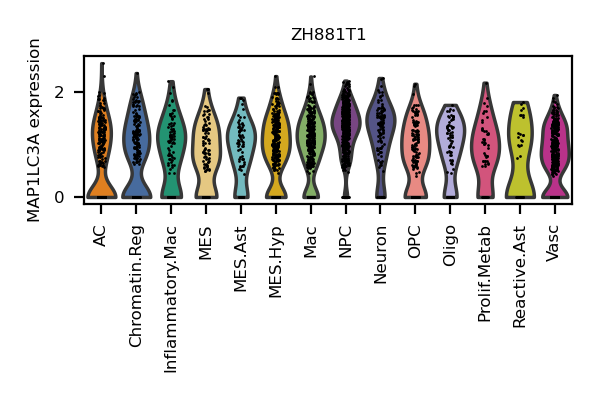 ZH881T1
MAP1LC3A expression
2
0
AC
Chromatin.Reg
Inflammatory.Mac
MES
MES.Ast
MES.Hyp
Mac
NPC
Neuron
OPC
Oligo
Prolif.Metab
Reactive.Ast
Vasc